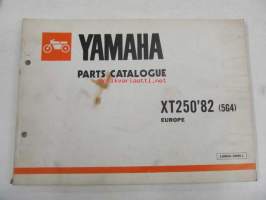 YAMAHA
PARTS CATALOGUE
XT250'82 (5G4)
EUROPE